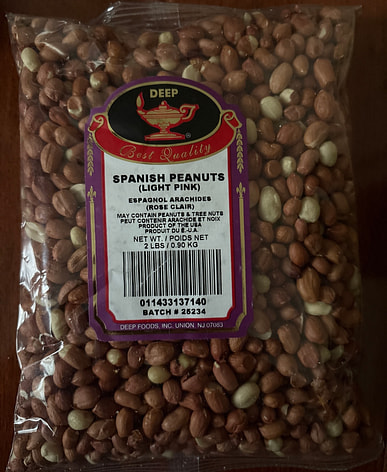 DEEP
®
Best Quality
SPANISH PEANUTS
(LIGHT PINK)
ESPAGNOL ARACHIDES
(ROSE CLAIR)
MAY CONTAIN PEANUTS & TREE NUTS
PEUT CONTENIR ARACHIDE ET NOIX
PRODUCT OF THE USA
PRODUIT DU É-U.A.
NET WT. / POIDS NET
2 LBS / 0.90 KG
011433137140
BATCH # 25234
DEEP FOODS, INC. UNION, NJ 07083